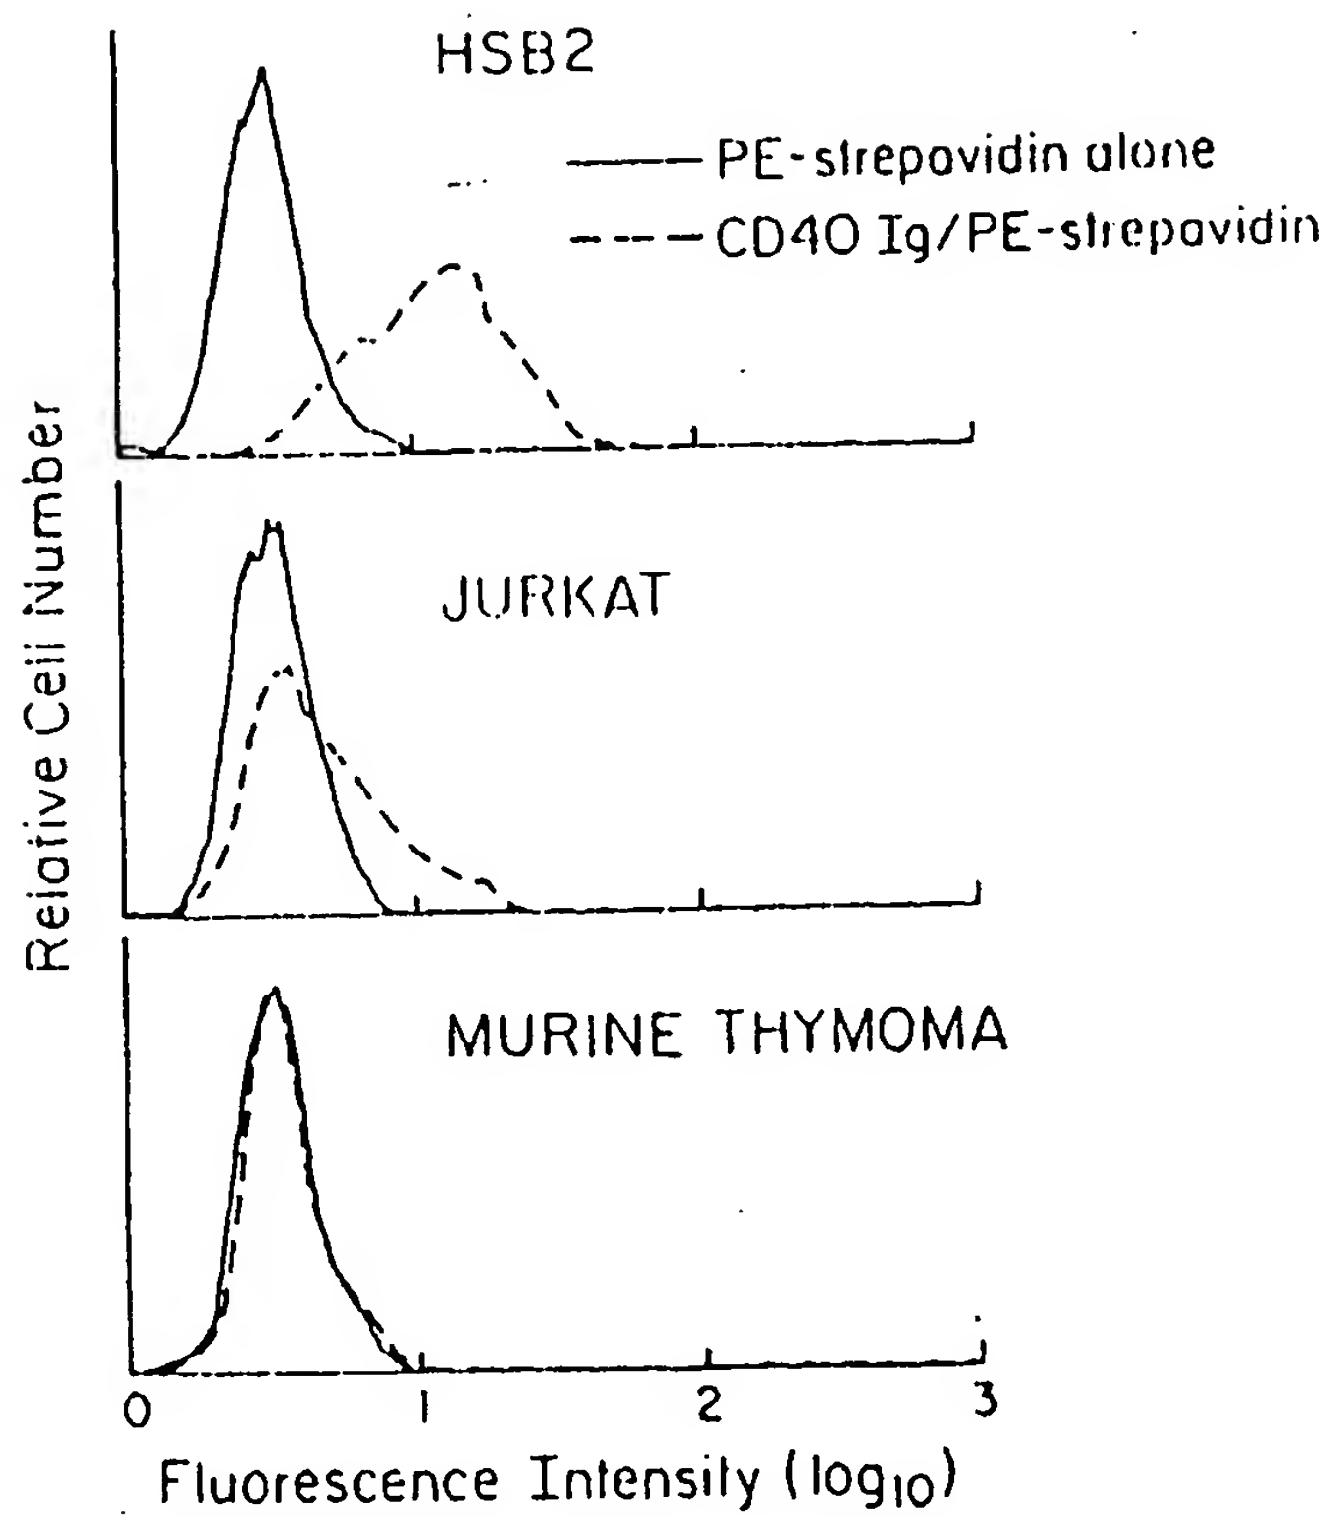 HSB2
PE-strepavidin alone
CD40 Ig/PE-strepavidin
Relative Cell Number
JURKAT
MURINE THYMOMA
0 1 2 3
Fluorescence Intensity (log10)